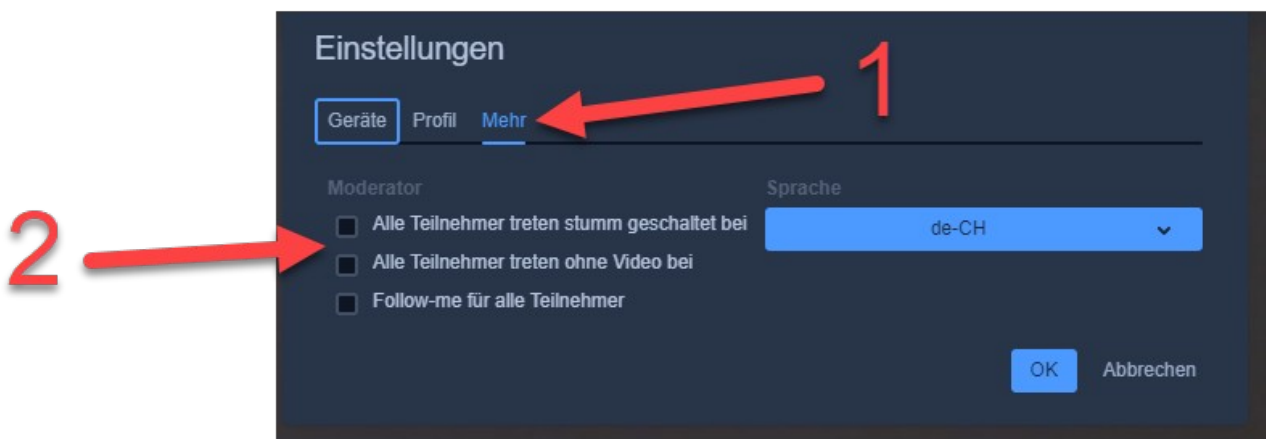 Einstellungen
1
Geräte Profil Mehr
Moderator
Sprache
Alle Teilnehmer treten stumm geschaltet bei
de-CH
2
Alle Teilnehmer treten ohne Video bei
Follow-me für alle Teilnehmer
OK Abbrechen